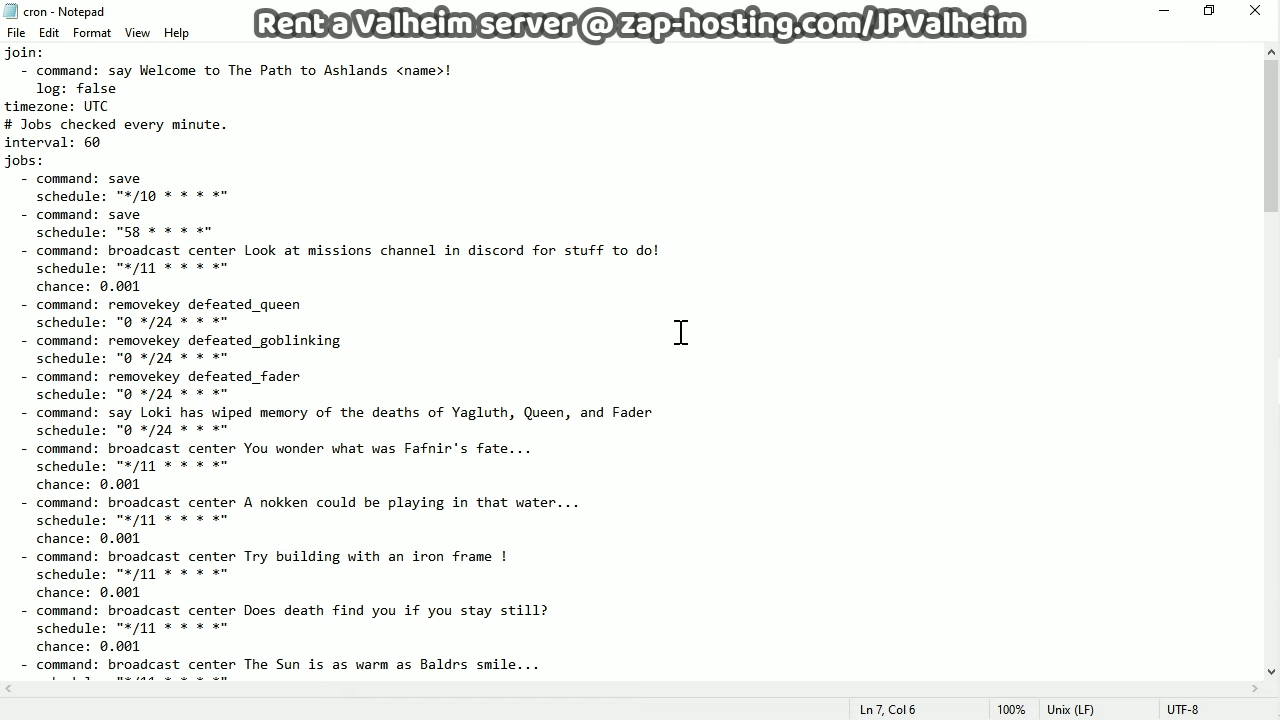 cron - Notepad
Rent a Valheim server @ zap-hosting.com/JPValheim
File Edit Format View Help
join:
  - command: say Welcome to The Path to Ashlands <name>!
    log: false
timezone: UTC
# Jobs checked every minute.
interval: 60
jobs:
  - command: save
    schedule: "*/10 * * * *"
  - command: save
    schedule: "58 * * * *"
  - command: broadcast center Look at missions channel in discord for stuff to do!
    schedule: "*/11 * * * *"
    chance: 0.001
  - command: removekey defeated_queen
    schedule: "0 */24 * * *"
  - command: removekey defeated_goblinking
    schedule: "0 */24 * * *"
  - command: removekey defeated_fader
    schedule: "0 */24 * * *"
  - command: say Loki has wiped memory of the deaths of Yagluth, Queen, and Fader
    schedule: "0 */24 * * *"
  - command: broadcast center You wonder what was Fafnir's fate...
    schedule: "*/11 * * * *"
    chance: 0.001
  - command: broadcast center A nokken could be playing in that water...
    schedule: "*/11 * * * *"
    chance: 0.001
  - command: broadcast center Try building with an iron frame !
    schedule: "*/11 * * * *"
    chance: 0.001
  - command: broadcast center Does death find you if you stay still?
    schedule: "*/11 * * * *"
    chance: 0.001
  - command: broadcast center The Sun is as warm as Baldrs smile...
Ln 7, Col 6 100% Unix (LF) UTF-8